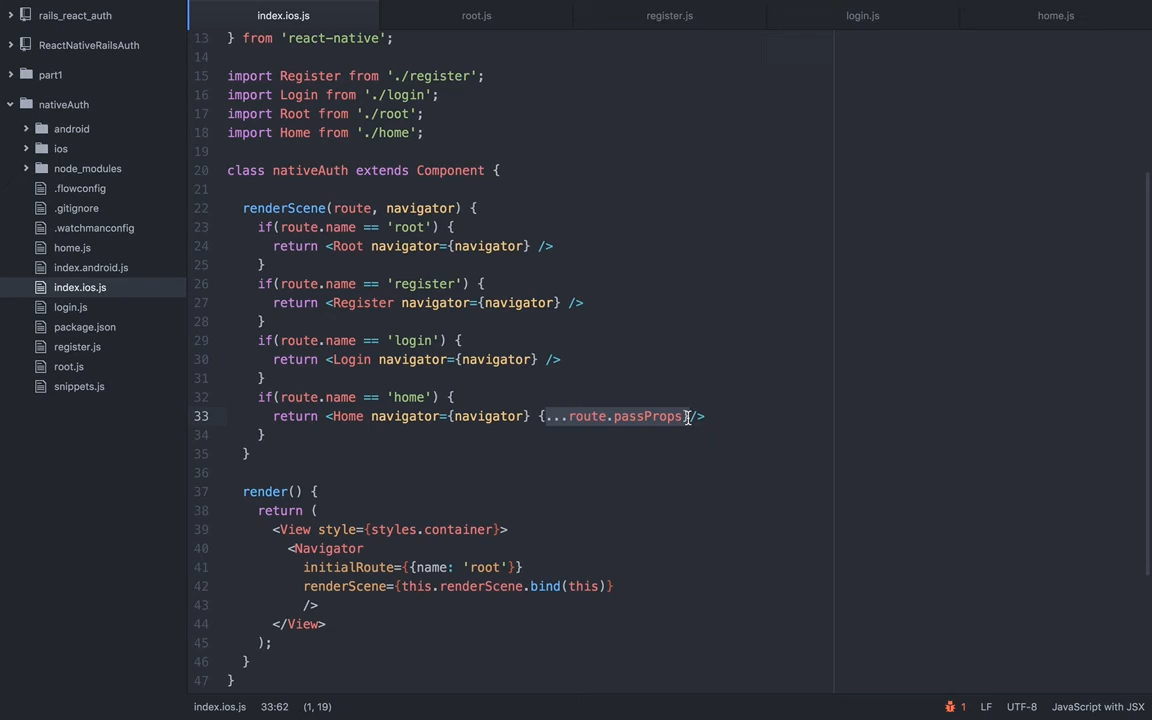 rails_react_auth
ReactNativeRailsAuth
part1
nativeAuth
android
ios
node_modules
.flowconfig
.gitignore
.watchmanconfig
home.js
index.android.js
index.ios.js
login.js
package.json
register.js
root.js
snippets.js
index.ios.js root.js register.js login.js home.js
13 } from 'react-native';
14
15 import Register from './register';
16 import Login from './login';
17 import Root from './root';
18 import Home from './home';
19
20 class nativeAuth extends Component {
21
22 renderScene(route, navigator) {
23 if(route.name == 'root') {
24 return <Root navigator={navigator} />
25 }
26 if(route.name == 'register') {
27 return <Register navigator={navigator} />
28 }
29 if(route.name == 'login') {
30 return <Login navigator={navigator} />
31 }
32 if(route.name == 'home') {
33 return <Home navigator={navigator} {...route.passProps}/>
34 }
35 }
36
37 render() {
38 return (
39 <View style={styles.container}>
40 <Navigator
41 initialRoute={{name: 'root'}}
42 renderScene={this.renderScene.bind(this)}
43 />
44 </View>
45 );
46 }
47 }
index.ios.js 33:62 (1, 19) 1 LF UTF-8 JavaScript with JSX